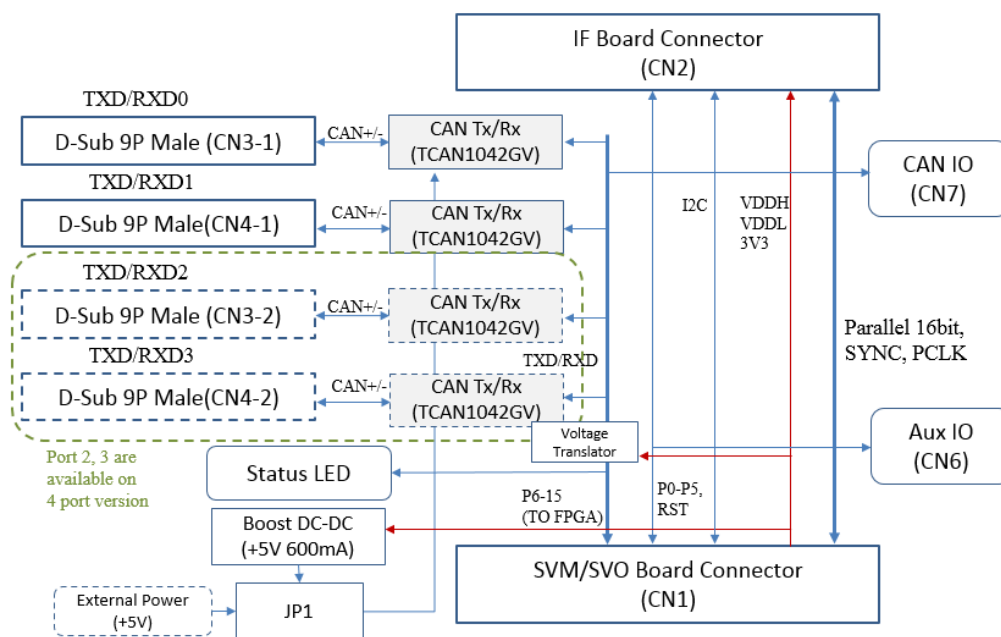 IF Board Connector
(CN2)
TXD/RXD0
D-Sub 9P Male (CN3-1)
CAN+/-
CAN Tx/Rx
(TCAN1042GV)
CAN IO
(CN7)
TXD/RXD1
D-Sub 9P Male(CN4-1)
CAN+/-
CAN Tx/Rx
(TCAN1042GV)
I2C
VDDH
VDDL
3V3
TXD/RXD2
D-Sub 9P Male (CN3-2)
CAN+/-
CAN Tx/Rx
(TCAN1042GV)
Parallel 16bit,
SYNC, PCLK
TXD/RXD3
D-Sub 9P Male(CN4-2)
CAN+/-
CAN Tx/Rx
(TCAN1042GV)
TXD/RXD
Voltage
Translator
Aux IO
(CN6)
Port 2, 3 are
available on
4 port version
Status LED
P6-15
(TO FPGA)
P0-P5,
RST
Boost DC-DC
(+5V 600mA)
SVM/SVO Board Connector
(CN1)
External Power
(+5V)
JP1